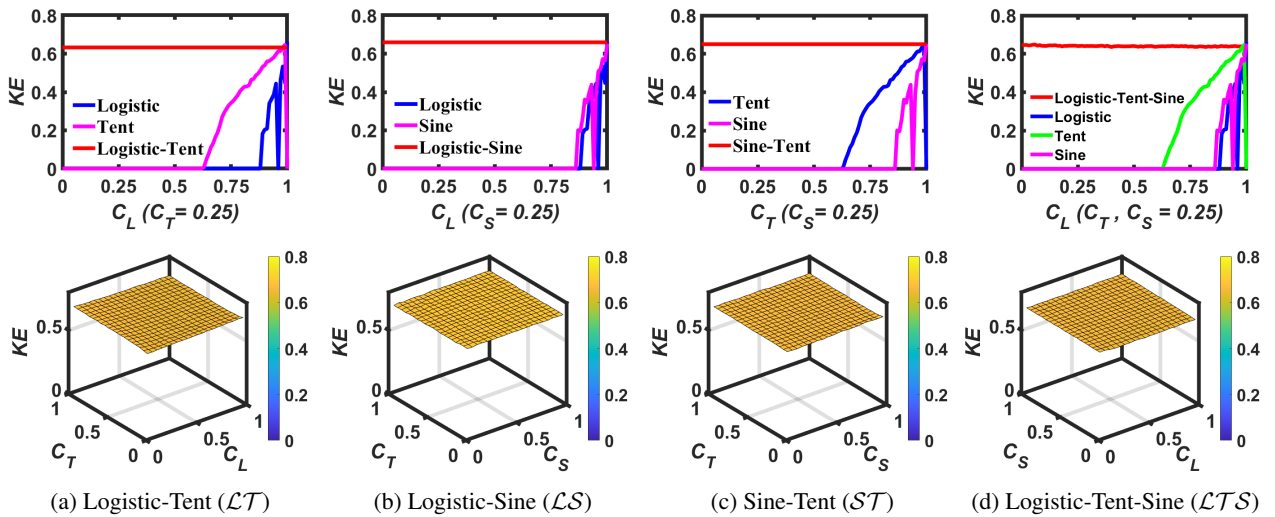 KE
0.8
0.6
0.4
0.2
0
Logistic
Tent
Logistic-Tent
0 0.25 0.5 0.75 1
C_L (C_T= 0.25)
KE
0.8
0.6
0.4
0.2
0
Logistic
Sine
Logistic-Sine
0 0.25 0.5 0.75 1
C_L (C_S= 0.25)
KE
0.8
0.6
0.4
0.2
0
Tent
Sine
Sine-Tent
0 0.25 0.5 0.75 1
C_T (C_S= 0.25)
KE
0.8
0.6
0.4
0.2
0
Logistic-Tent-Sine
Logistic
Tent
Sine
0 0.25 0.5 0.75 1
C_L (C_T , C_S = 0.25)
KE
0.5
0
1
0.5
0
C_T
0
0.5
1
C_L
0.8
0.6
0.4
0.2
0
KE
0.5
0
1
0.5
0
C_T
0
0.5
1
C_S
0.8
0.6
0.4
0.2
0
KE
0.5
0
1
0.5
0
C_T
0
0.5
1
C_S
0.8
0.6
0.4
0.2
0
KE
0.5
0
1
0.5
0
C_S
0
0.5
1
C_L
0.8
0.6
0.4
0.2
0
(a) Logistic-Tent (ℒ𝒯)
(b) Logistic-Sine (ℒ𝒮)
(c) Sine-Tent (𝒮𝒯)
(d) Logistic-Tent-Sine (ℒ𝒯𝒮)